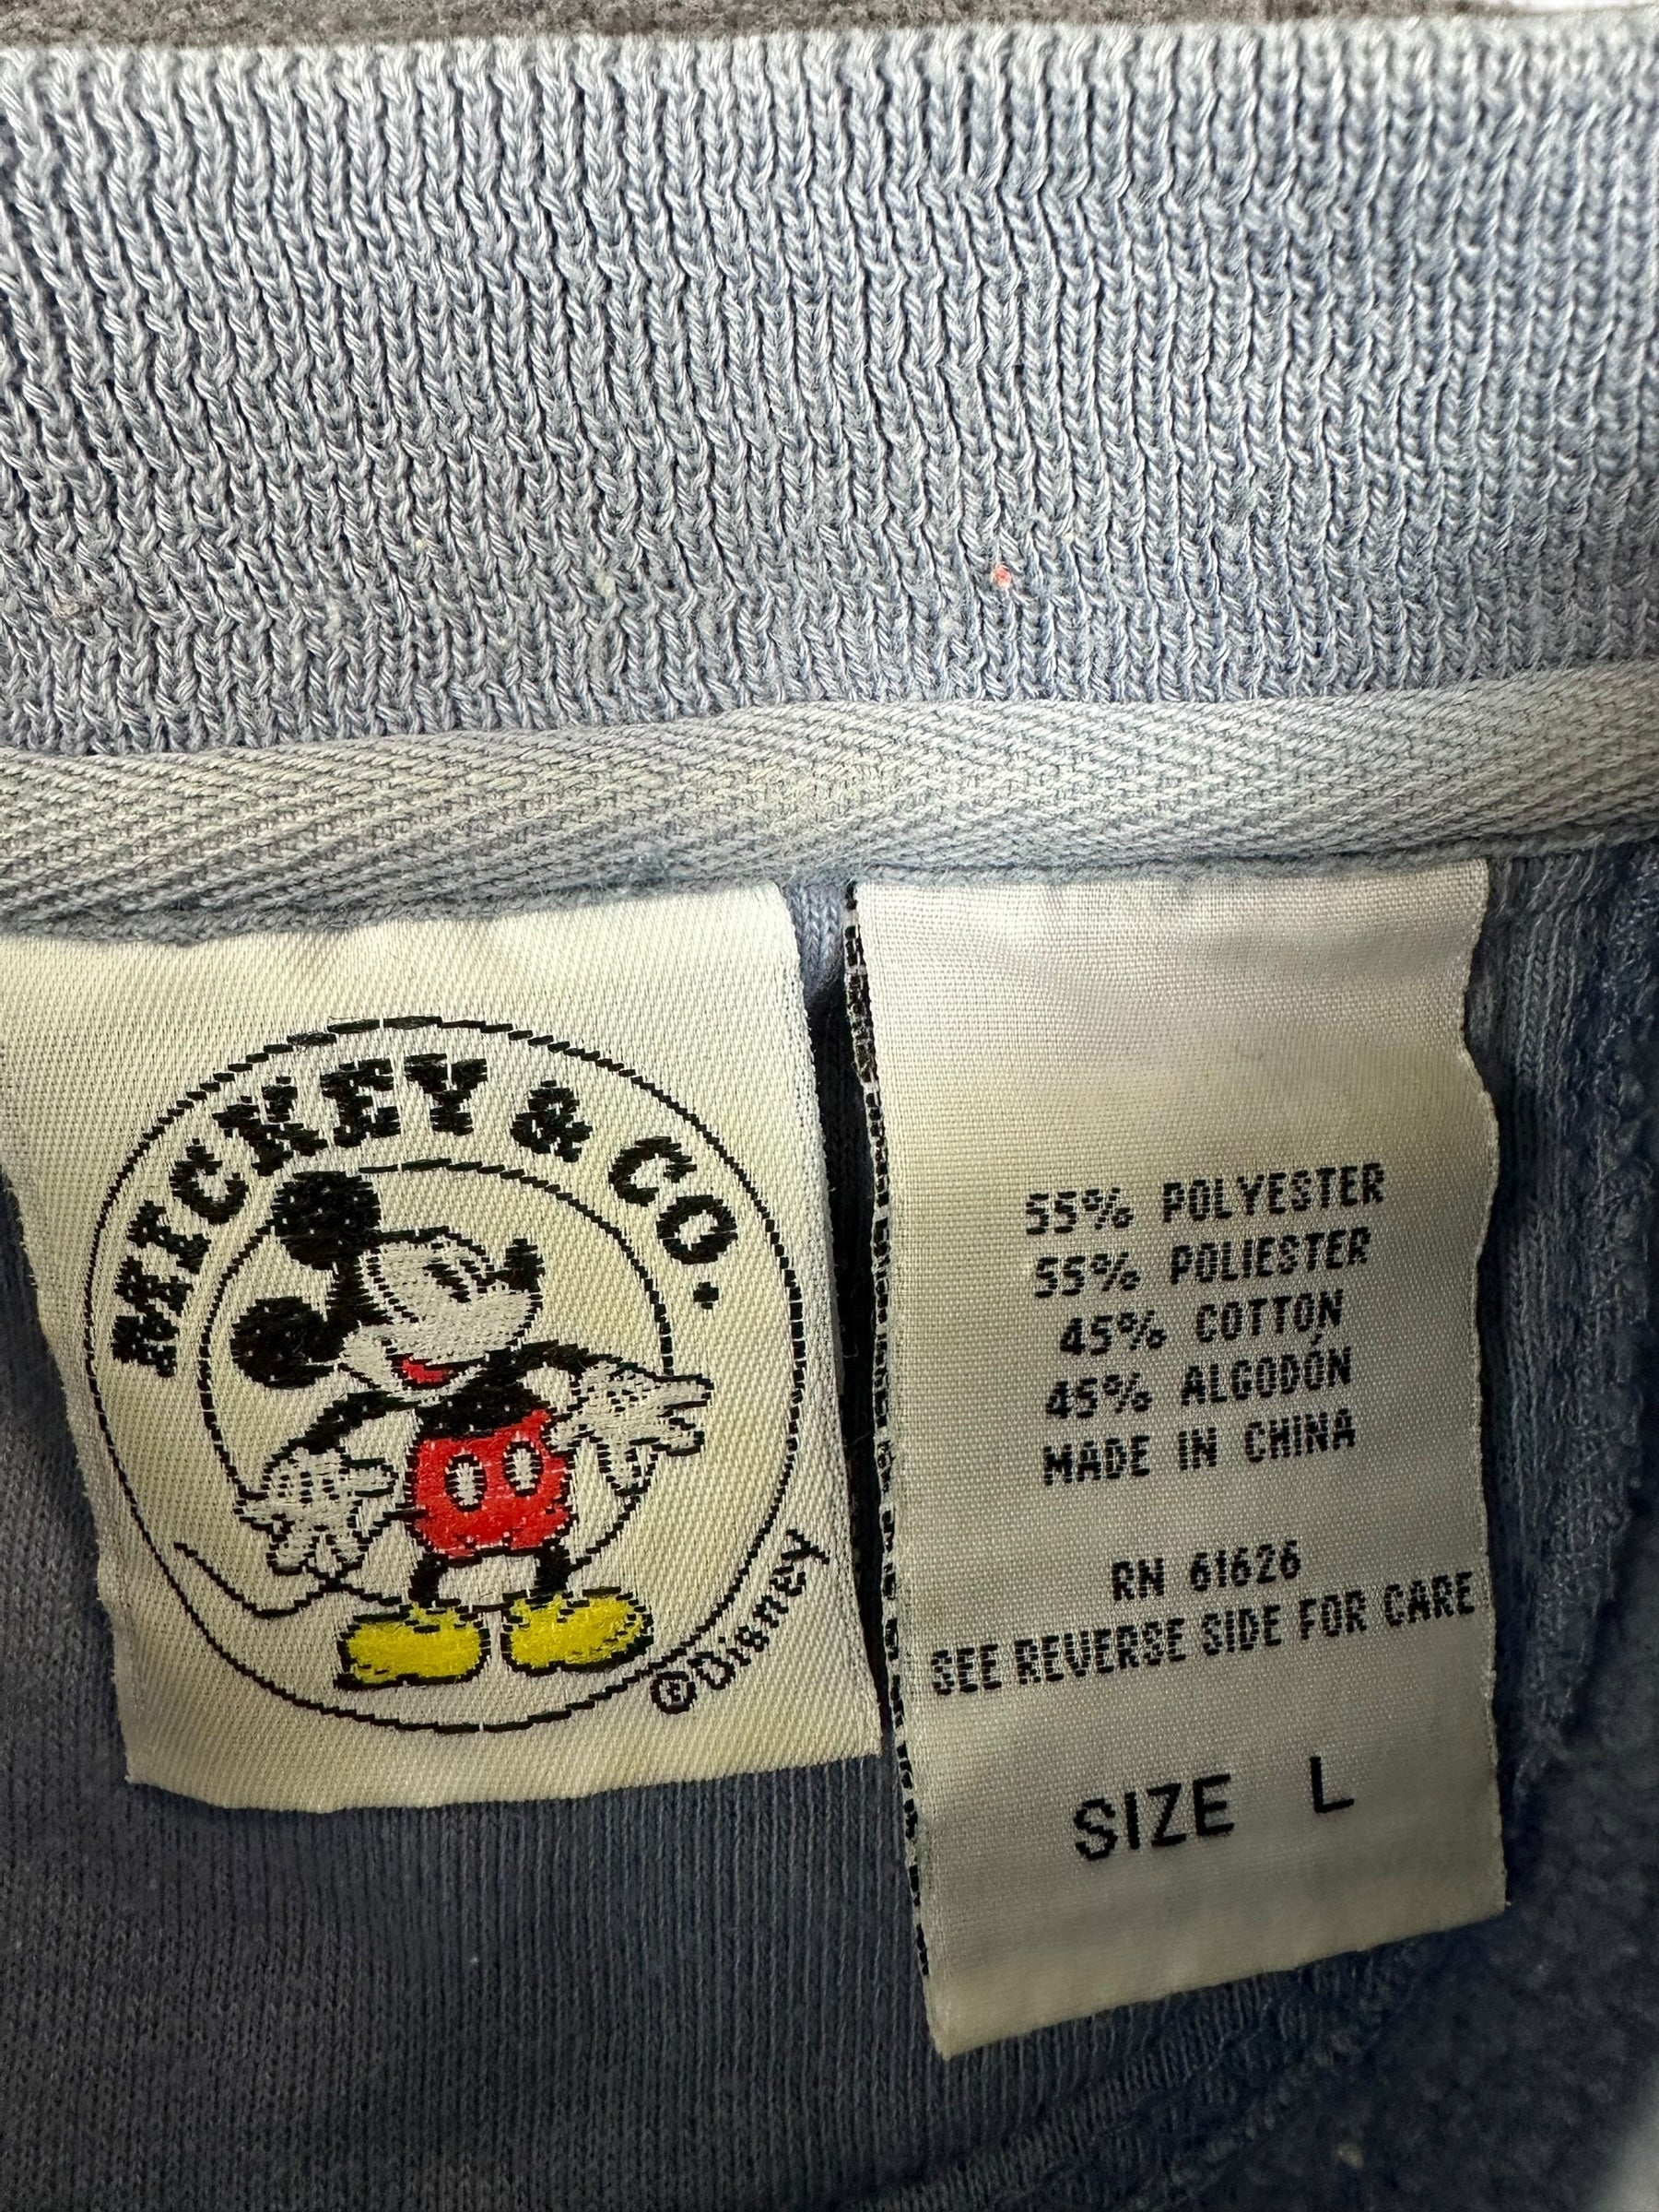 MICKEY & CO.
©Disney
55% POLYESTER
55% POLIESTER
45% COTTON
45% ALGODÓN
MADE IN CHINA
RN 61626
SEE REVERSE SIDE FOR CARE
SIZE L